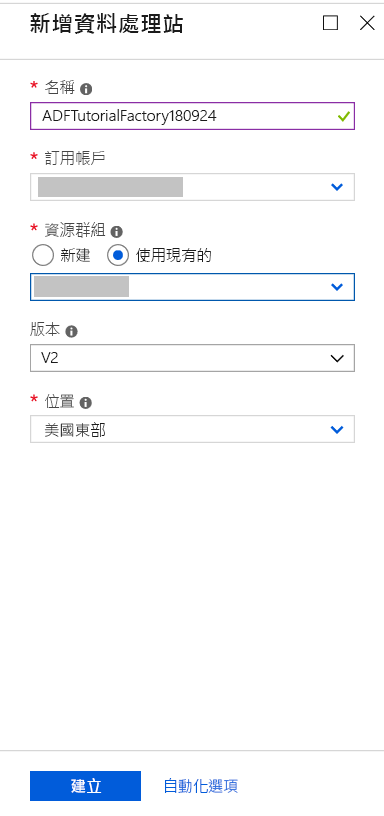 新增資料處理站
* 名稱
ADFTutorialFactory180924
* 訂用帳戶
* 資源群組
新建 使用現有的
版本
V2
* 位置
美國東部
建立 自動化選項